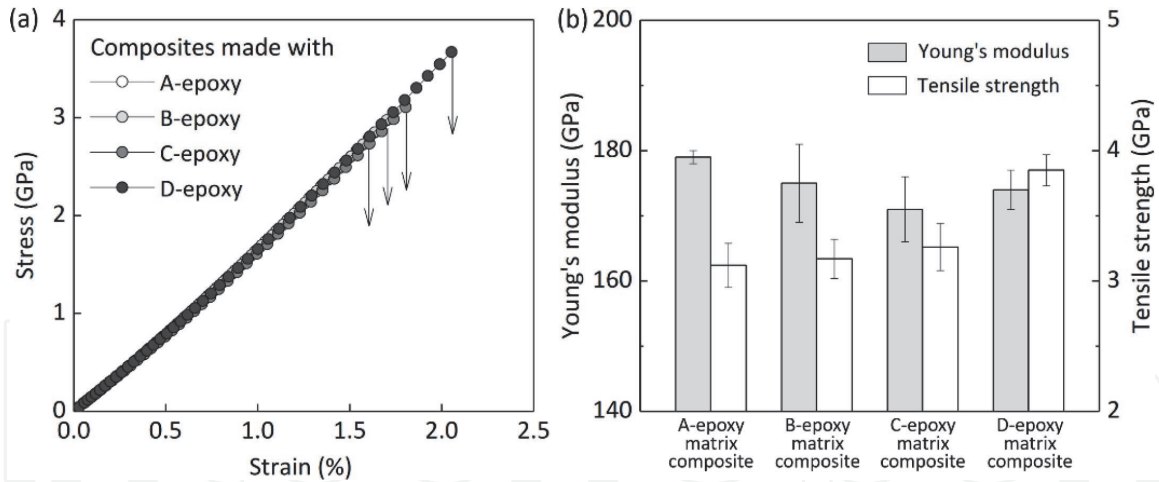 (a)
4
3
2
1
0
Stress (GPa)
Composites made with
A-epoxy
B-epoxy
C-epoxy
D-epoxy
0.0 0.5 1.0 1.5 2.0 2.5
Strain (%)
(b)
200
190
180
160
140
Young's modulus (GPa)
Young's modulus
Tensile strength
5
4
3
2
Tensile strength (GPa)
A-epoxy
matrix
composite
B-epoxy
matrix
composite
C-epoxy
matrix
composite
D-epoxy
matrix
composite